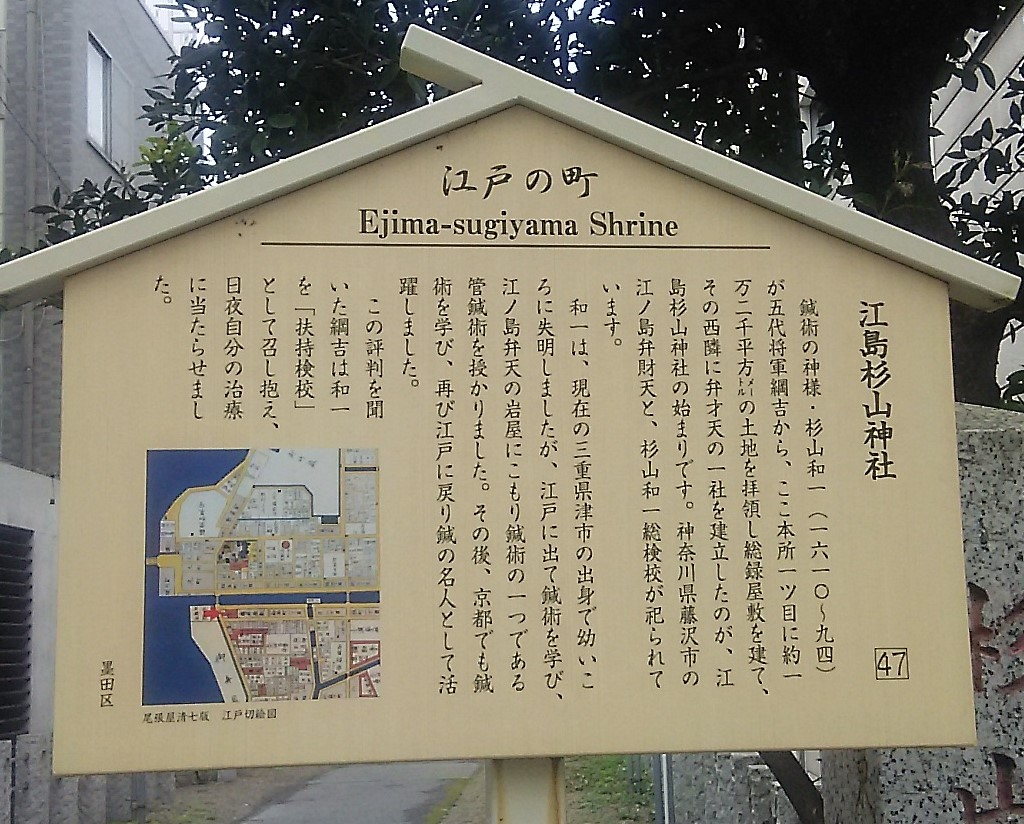 江戸の町
Ejima-sugiyama Shrine
江島杉山神社
47
鍼術の神様・杉山和一（一六一〇～九四）
が五代将軍綱吉から、ここ本所一ツ目に約一
万二千平方㍍の土地を拝領し総録屋敷を建て、
その西隣に弁才天の一社を建立したのが、江
島杉山神社の始まりです。神奈川県藤沢市の
江ノ島弁財天と、杉山和一総検校が祀られて
います。
和一は、現在の三重県津市の出身で幼いこ
ろに失明しましたが、江戸に出て鍼術を学び、
江ノ島弁天の岩屋にこもり鍼術の一つである
管鍼術を授かりました。その後、京都でも鍼
術を学び、再び江戸に戻り鍼の名人として活
躍しました。
この評判を聞
いた綱吉は和一
を「扶持検校」
として召し抱え、
日夜自分の治療
に当たらせまし
た。
尾張屋清七版　江戸切絵図
墨田区